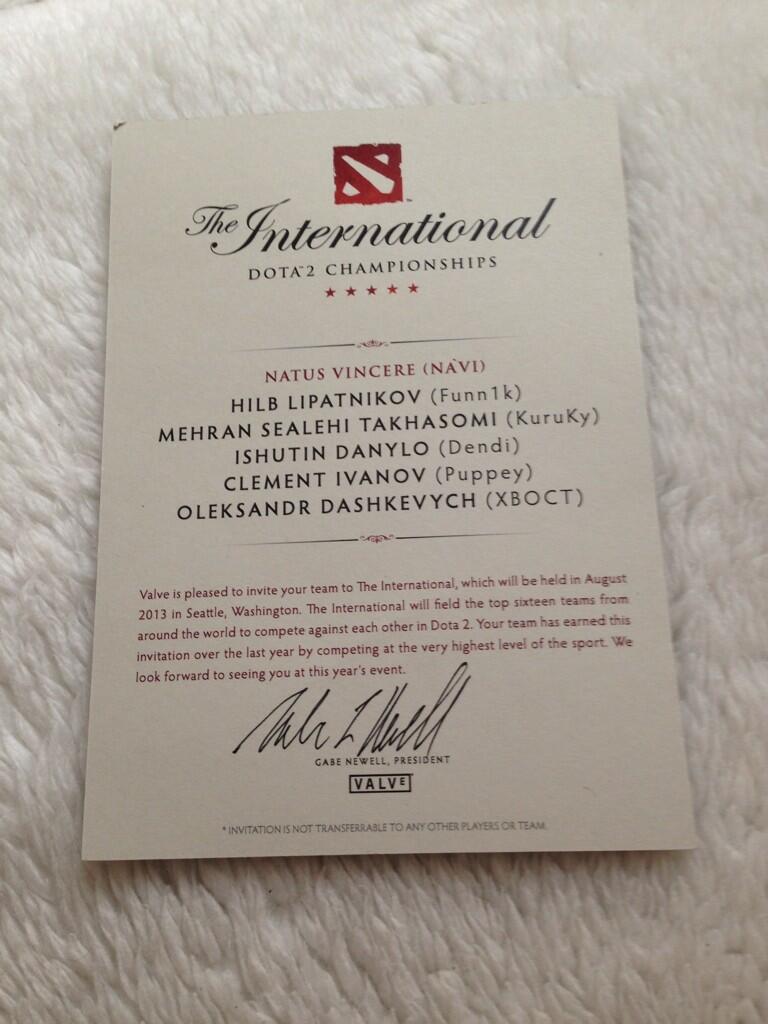 The International
DOTA™2 CHAMPIONSHIPS
NATUS VINCERE (NA`VI)
HILB LIPATNIKOV (Funn1k)
MEHRAN SEALEHI TAKHASOMI (KuruKy)
ISHUTIN DANYLO (Dendi)
CLEMENT IVANOV (Puppey)
OLEKSANDR DASHKEVYCH (XBOCT)
Valve is pleased to invite your team to The International, which will be held in August
2013 in Seattle, Washington. The International will field the top sixteen teams from
around the world to compete against each other in Dota 2. Your team has earned this
invitation over the last year by competing at the very highest level of the sport. We
look forward to seeing you at this year's event.
GABE NEWELL, PRESIDENT
VALVE
* INVITATION IS NOT TRANSFERRABLE TO ANY OTHER PLAYERS OR TEAM.